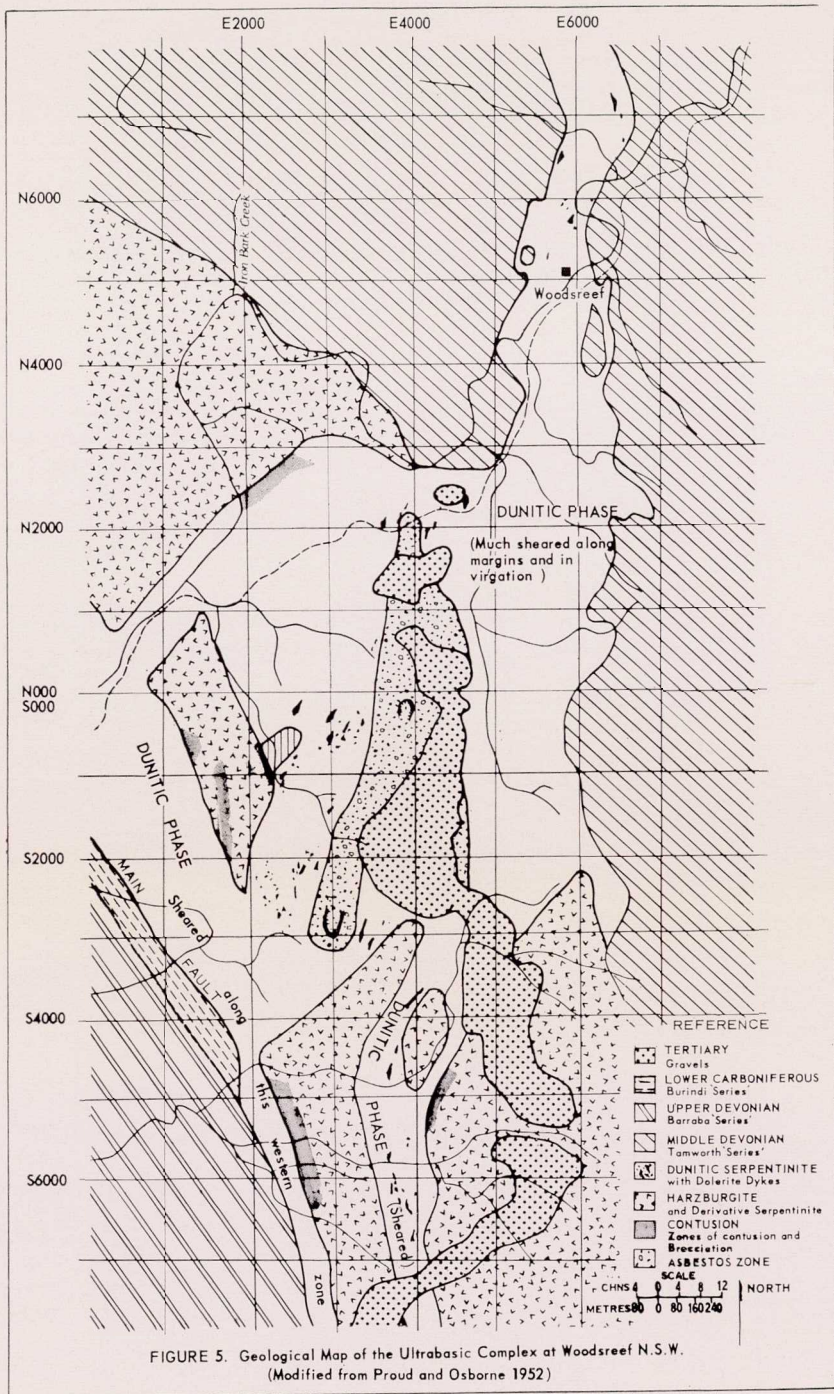 E2000 E4000 E6000
N6000
Iron Bark Creek
Woodsreef
N4000
DUNITIC PHASE
N2000
(Much sheared along
margins and in
virgation )
N000
S000
DUNITIC PHASE
S2000
MAIN FAULT
Sheared along
this western zone
S4000
DUNITIC
PHASE
(Sheared)
S6000
REFERENCE
TERTIARY
Gravels
LOWER CARBONIFEROUS
Burindi 'Series'
UPPER DEVONIAN
Barraba 'Series'
MIDDLE DEVONIAN
Tamworth 'Series'
DUNITIC SERPENTINITE
with Dolerite Dykes
HARZBURGITE
and Derivative Serpentinite
CONTUSION
Zones of contusion and
Brecciation
ASBESTOS ZONE
SCALE
CHNS 4 0 4 8 12 NORTH
METRES 80 0 80 160 240
FIGURE 5. Geological Map of the Ultrabasic Complex at Woodsreef N.S.W.
(Modified from Proud and Osborne 1952)